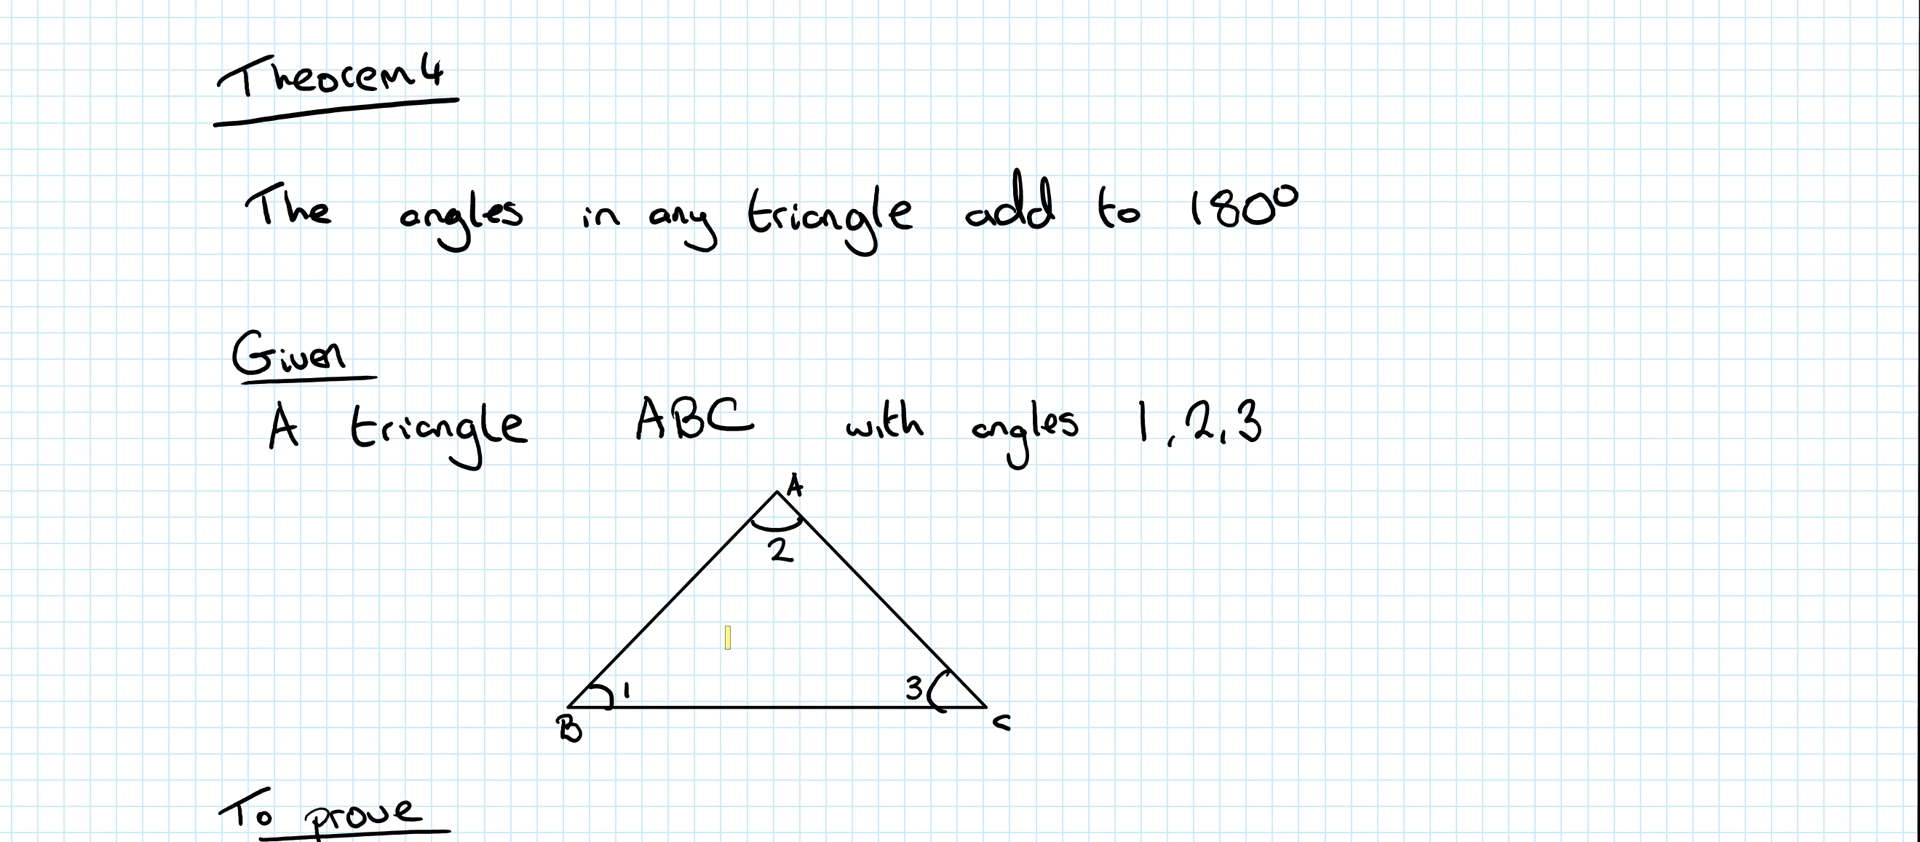 Theorem 4
The angles in any triangle add to 180°
Given
A triangle ABC with angles 1, 2, 3
A
2
1
3
B
C
To prove